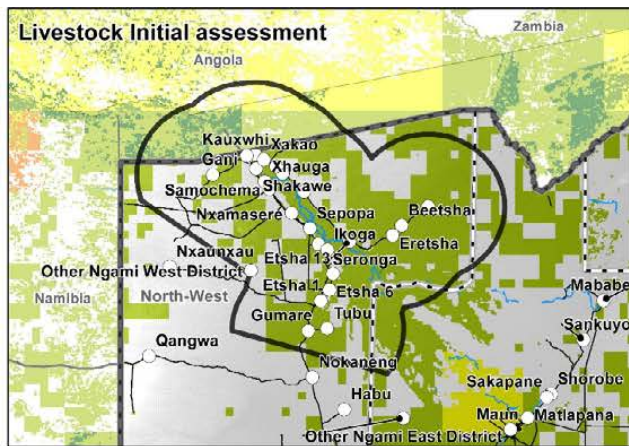 Livestock Initial assessment
Zambia
Angola
Kauxwhi
Xakao
Gani
Xhauga
Samochema
Shakawe
Nxamasere
Sepopa
Beetsha
Ikoga
Eretsha
Nxaunxau
Etsha 13
Seronga
Other Ngami West District
Etsha 1
Etsha 6
Namibia
North-West
Mababe
Gumare
Tubu
Sankuyo
Qangwa
Nokaneng
Sakapane
Shorobe
Habu
Maun
Matlapana
Other Ngami East District